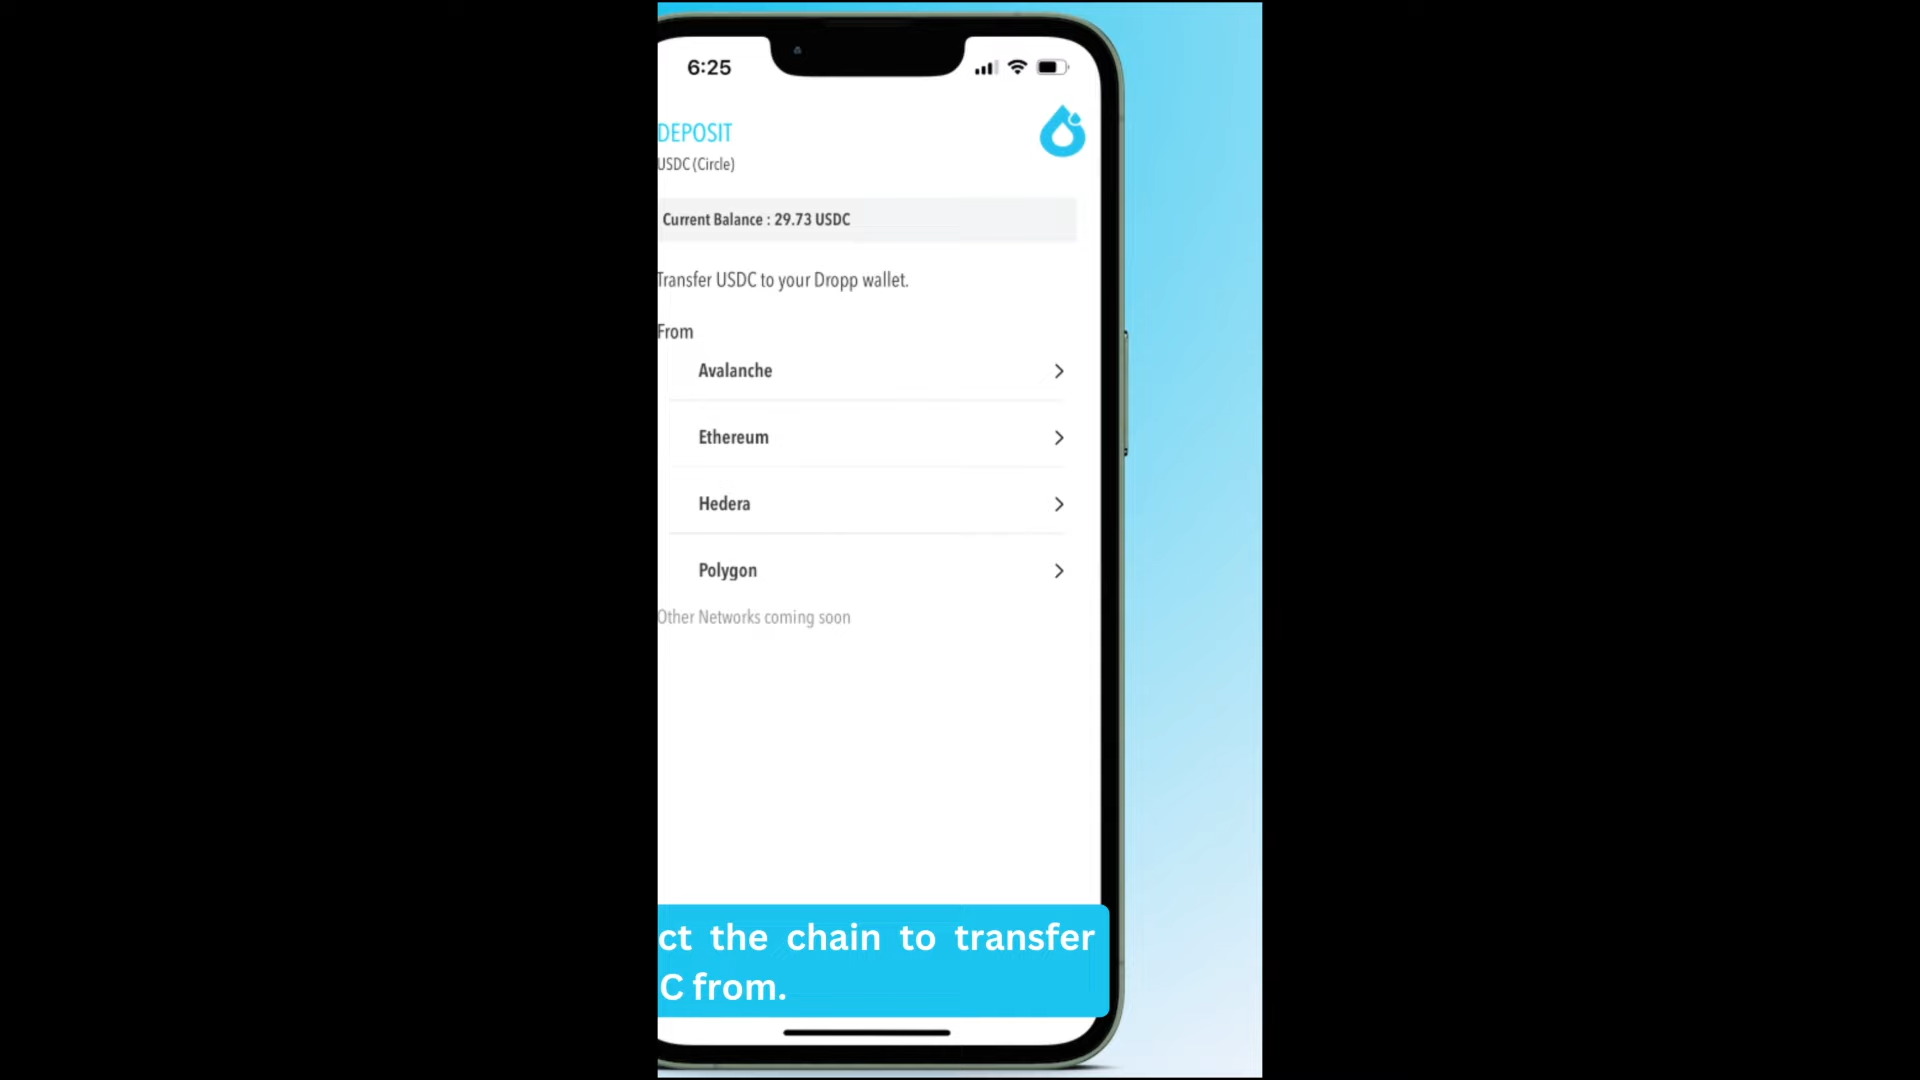 6:25
DEPOSIT
USDC (Circle)
Current Balance : 29.73 USDC
Transfer USDC to your Dropp wallet.
From
Avalanche
Ethereum
Hedera
Polygon
Other Networks coming soon
ct the chain to transfer
C from.